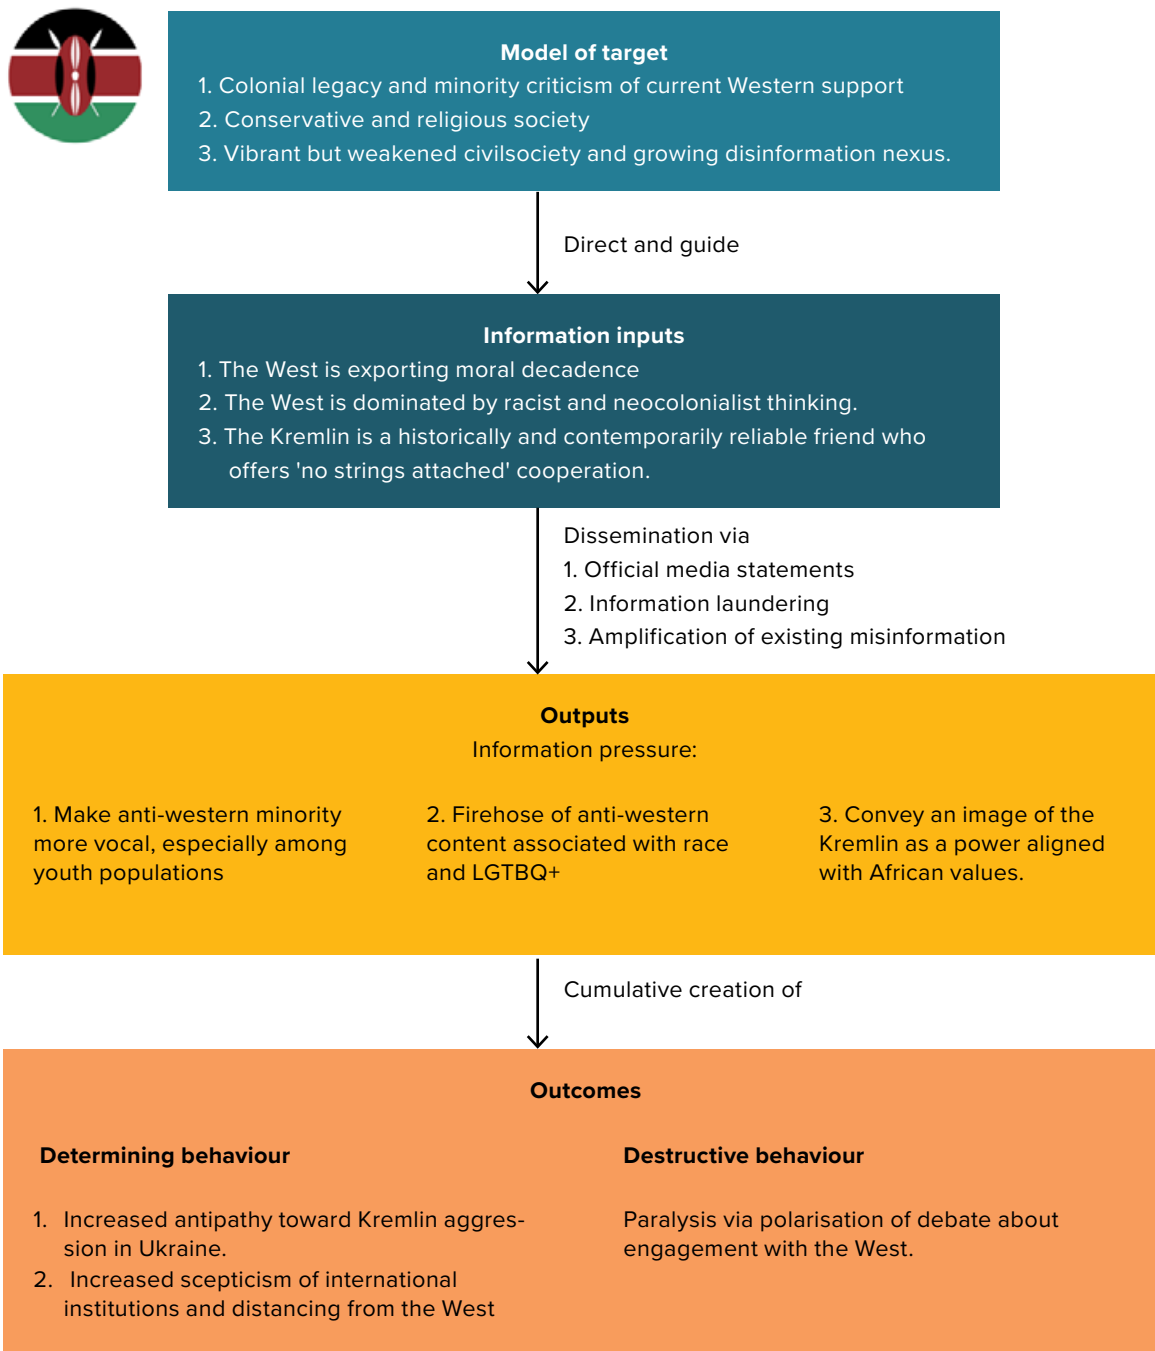 Model of target
1. Colonial legacy and minority criticism of current Western support
2. Conservative and religious society
3. Vibrant but weakened civilsociety and growing disinformation nexus.
Direct and guide
Information inputs
1. The West is exporting moral decadence
2. The West is dominated by racist and neocolonialist thinking.
3. The Kremlin is a historically and contemporarily reliable friend who
offers 'no strings attached' cooperation.
Dissemination via
1. Official media statements
2. Information laundering
3. Amplification of existing misinformation
Outputs
Information pressure:
1. Make anti-western minority
more vocal, especially among
youth populations
2. Firehose of anti-western
content associated with race
and LGTBQ+
3. Convey an image of the
Kremlin as a power aligned
with African values.
Cumulative creation of
Outcomes
Determining behaviour
1. Increased antipathy toward Kremlin aggres-
sion in Ukraine.
2. Increased scepticism of international
institutions and distancing from the West
Destructive behaviour
Paralysis via polarisation of debate about
engagement with the West.